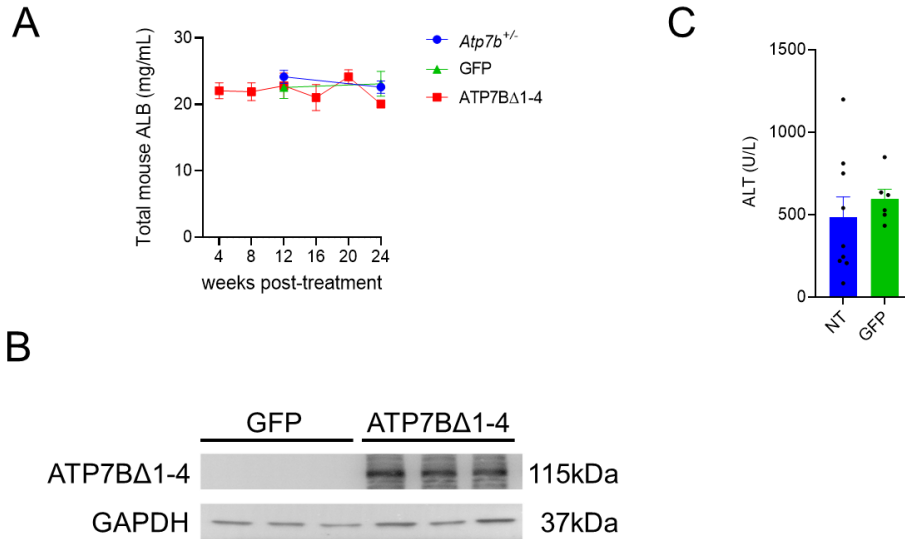 A
Total mouse ALB (mg/mL)
30
20
10
0
4 8 12 16 20 24
weeks post-treatment
Atp7b+/-
GFP
ATP7BΔ1-4
C
ALT (U/L)
1500
1000
500
0
NT GFP
B
GFP ATP7BΔ1-4
ATP7BΔ1-4 115kDa
GAPDH 37kDa